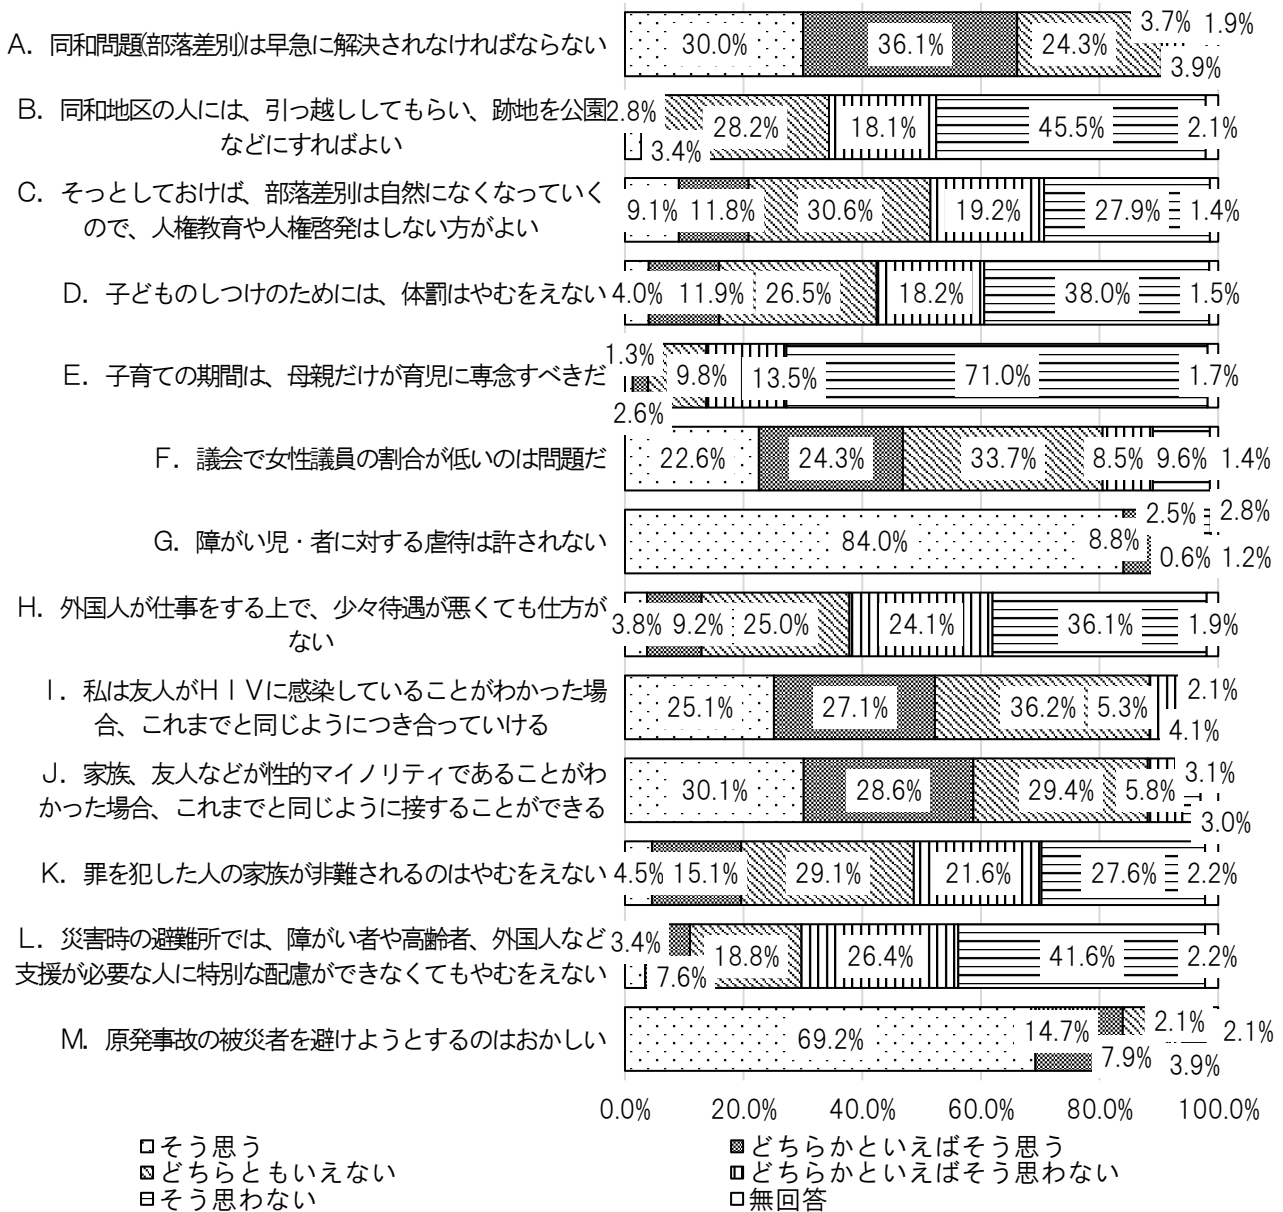 A. 同和問題(部落差別)は早急に解決されなければならない
30.0% 36.1% 24.3% 3.7% 1.9%
3.9%
B. 同和地区の人には、引っ越ししてもらい、跡地を公園
などにすればよい
2.8% 28.2% 18.1% 45.5% 2.1%
3.4%
C. そっとしておけば、部落差別は自然になくなっていく
ので、人権教育や人権啓発はしない方がよい
9.1% 11.8% 30.6% 19.2% 27.9% 1.4%
D. 子どものしつけのためには、体罰はやむをえない
4.0% 11.9% 26.5% 18.2% 38.0% 1.5%
E. 子育ての期間は、母親だけが育児に専念すべきだ
1.3% 9.8% 13.5% 71.0% 1.7%
2.6%
F. 議会で女性議員の割合が低いのは問題だ
22.6% 24.3% 33.7% 8.5% 9.6% 1.4%
G. 障がい児・者に対する虐待は許されない
84.0% 8.8% 2.5% 2.8%
0.6% 1.2%
H. 外国人が仕事をする上で、少々待遇が悪くても仕方が
ない
3.8% 9.2% 25.0% 24.1% 36.1% 1.9%
I. 私は友人がHIVに感染していることがわかった場
合、これまでと同じようにつき合っていける
25.1% 27.1% 36.2% 5.3% 2.1%
4.1%
J. 家族、友人などが性的マイノリティであることがわ
かった場合、これまでと同じように接することができる
30.1% 28.6% 29.4% 5.8% 3.1%
3.0%
K. 罪を犯した人の家族が非難されるのはやむをえない
4.5% 15.1% 29.1% 21.6% 27.6% 2.2%
L. 災害時の避難所では、障がい者や高齢者、外国人など
支援が必要な人に特別な配慮ができなくてもやむをえない
3.4% 18.8% 26.4% 41.6% 2.2%
7.6%
M. 原発事故の被災者を避けようとするのはおかしい
69.2% 14.7% 2.1% 2.1%
7.9% 3.9%
0.0% 20.0% 40.0% 60.0% 80.0% 100.0%
そう思う どちらかといえばそう思う
どちらともいえない どちらかといえばそう思わない
そう思わない 無回答